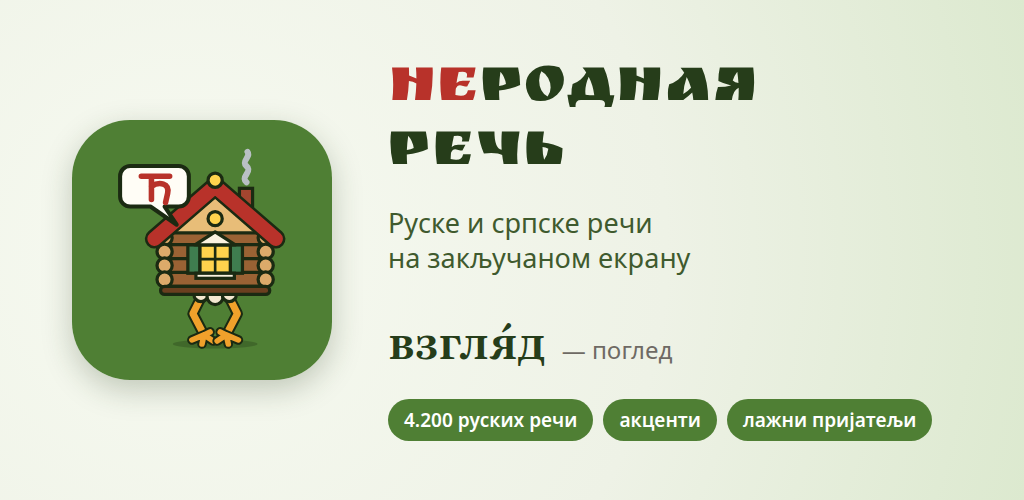 Ђ
НЕРОДНАЯ
РЕЧЬ
Руске и српске речи
на закључаном екрану
ВЗГЛЯ́Д — поглед
4.200 руских речи акценти лажни пријатељи